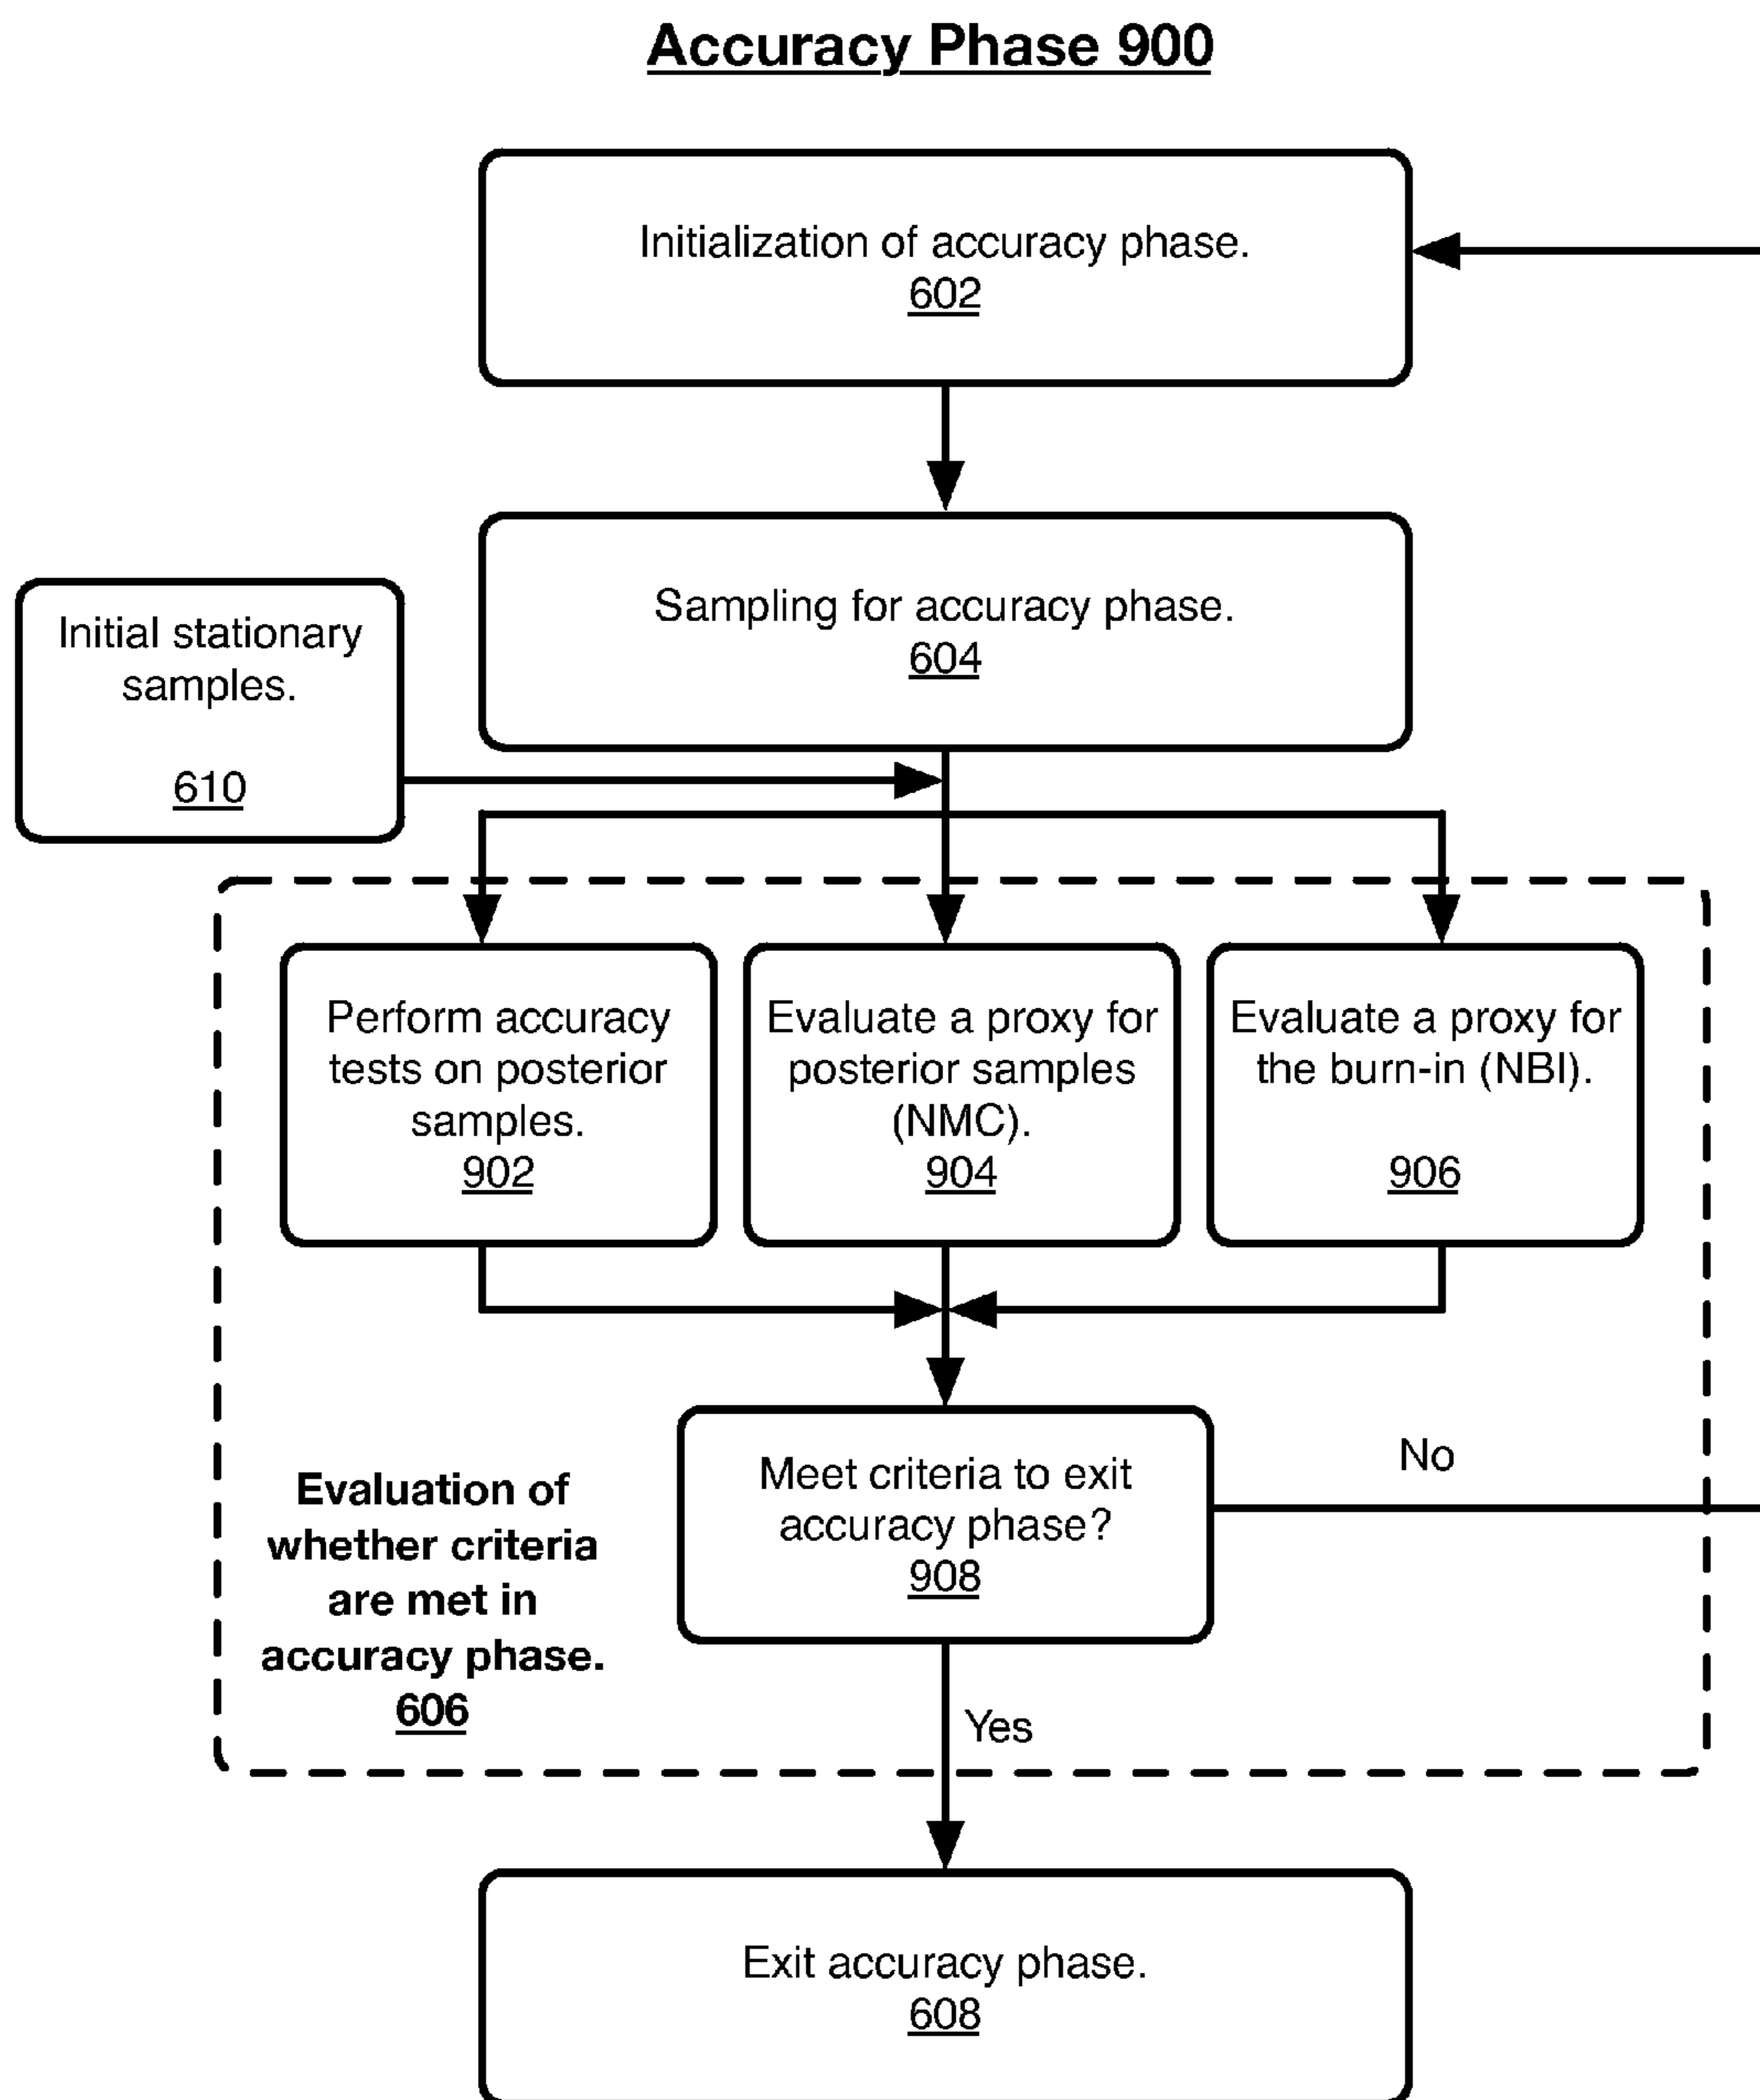 Accuracy Phase 900
Initialization of accuracy phase.
602
Sampling for accuracy phase.
604
Initial stationary
samples.
610
Perform accuracy
tests on posterior
samples.
902
Evaluate a proxy for
posterior samples
(NMC).
904
Evaluate a proxy for
the burn-in (NBI).
906
Meet criteria to exit
accuracy phase?
908
No
Evaluation of
whether criteria
are met in
accuracy phase.
606
Yes
Exit accuracy phase.
608